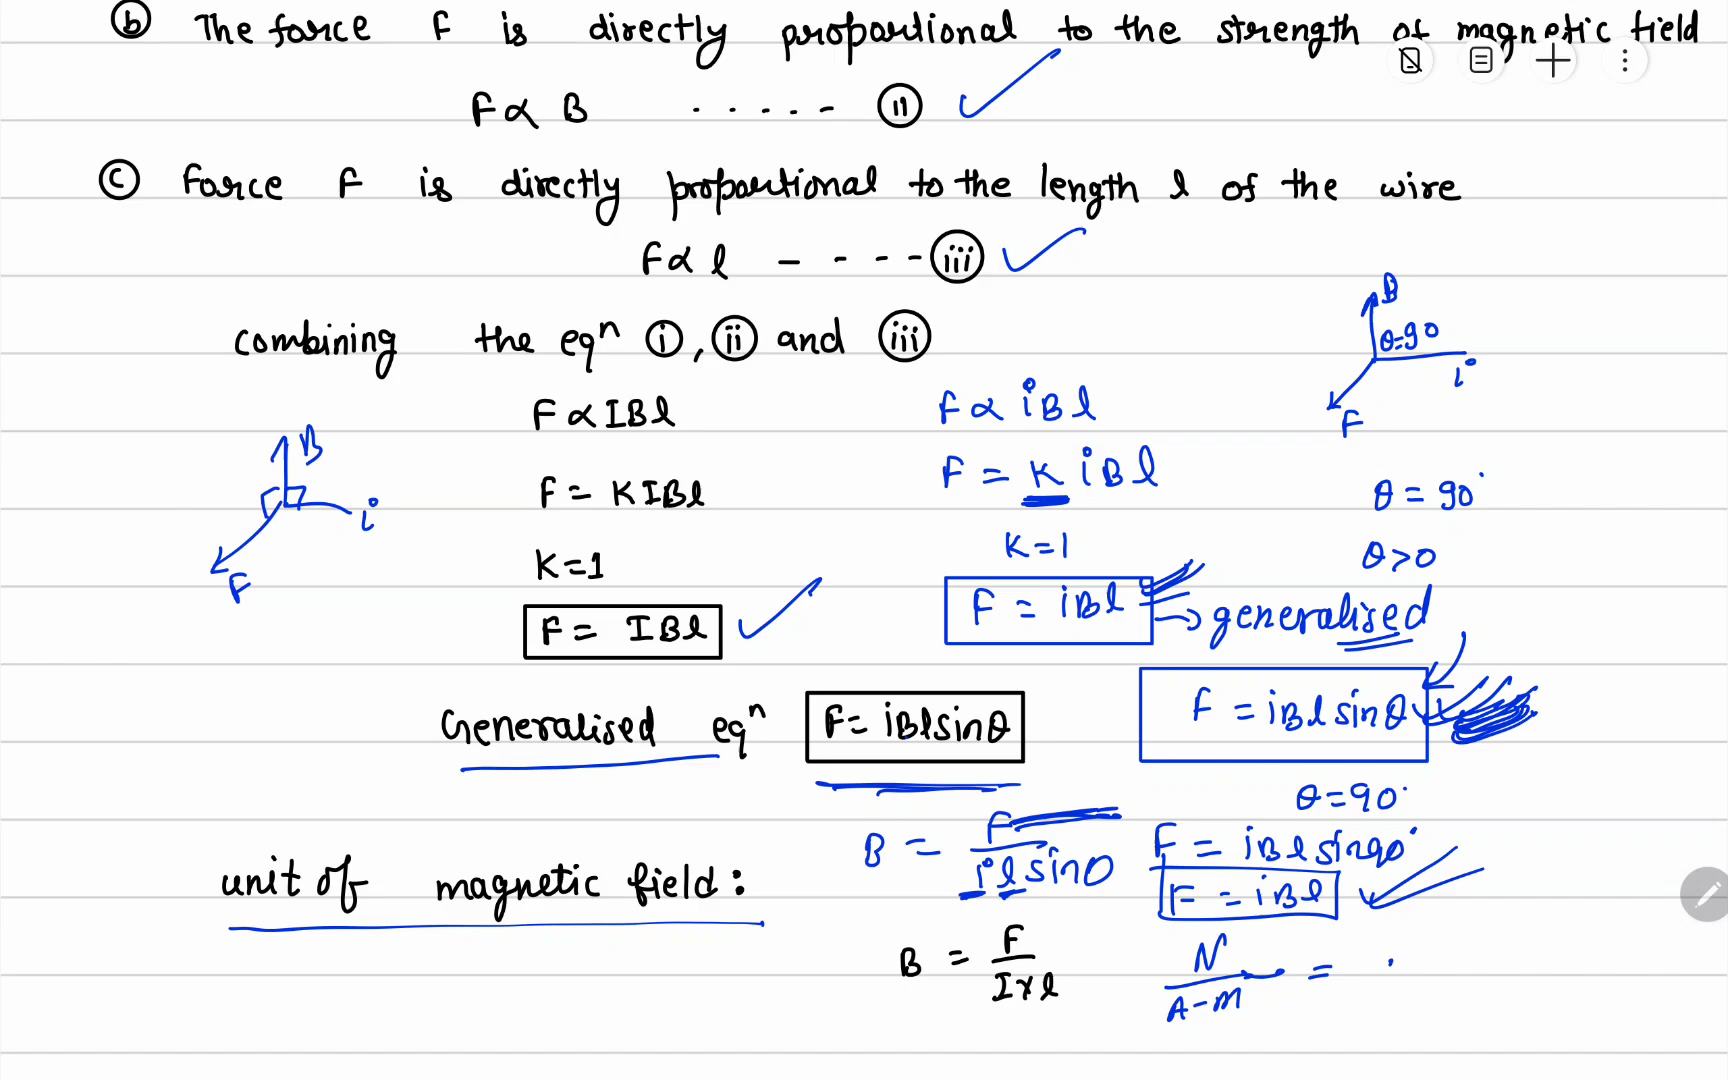 ⓑ The force F is directly proportional to the strength of magnetic field
F ∝ B ..... ⓘⓘ
ⓒ Force F is directly proportional to the length l of the wire
F ∝ l - - - - - (iii)
combining the eqⁿ (i), (ii) and (iii)
F ∝ IBl
F = KIBl
K=1
F = IBl
B
i
F
F ∝ iBl
F = K iBl
K=1
F = iBl → generalised
B
θ=90
i
F
θ = 90°
θ>0
Generalised eqⁿ F= iBlsinθ
F = iBl sinθ
θ=90°
F = iBl sin90°
F = iBl
B = F / il sinθ
unit of magnetic field :
B = F / I×l
N / A-m =